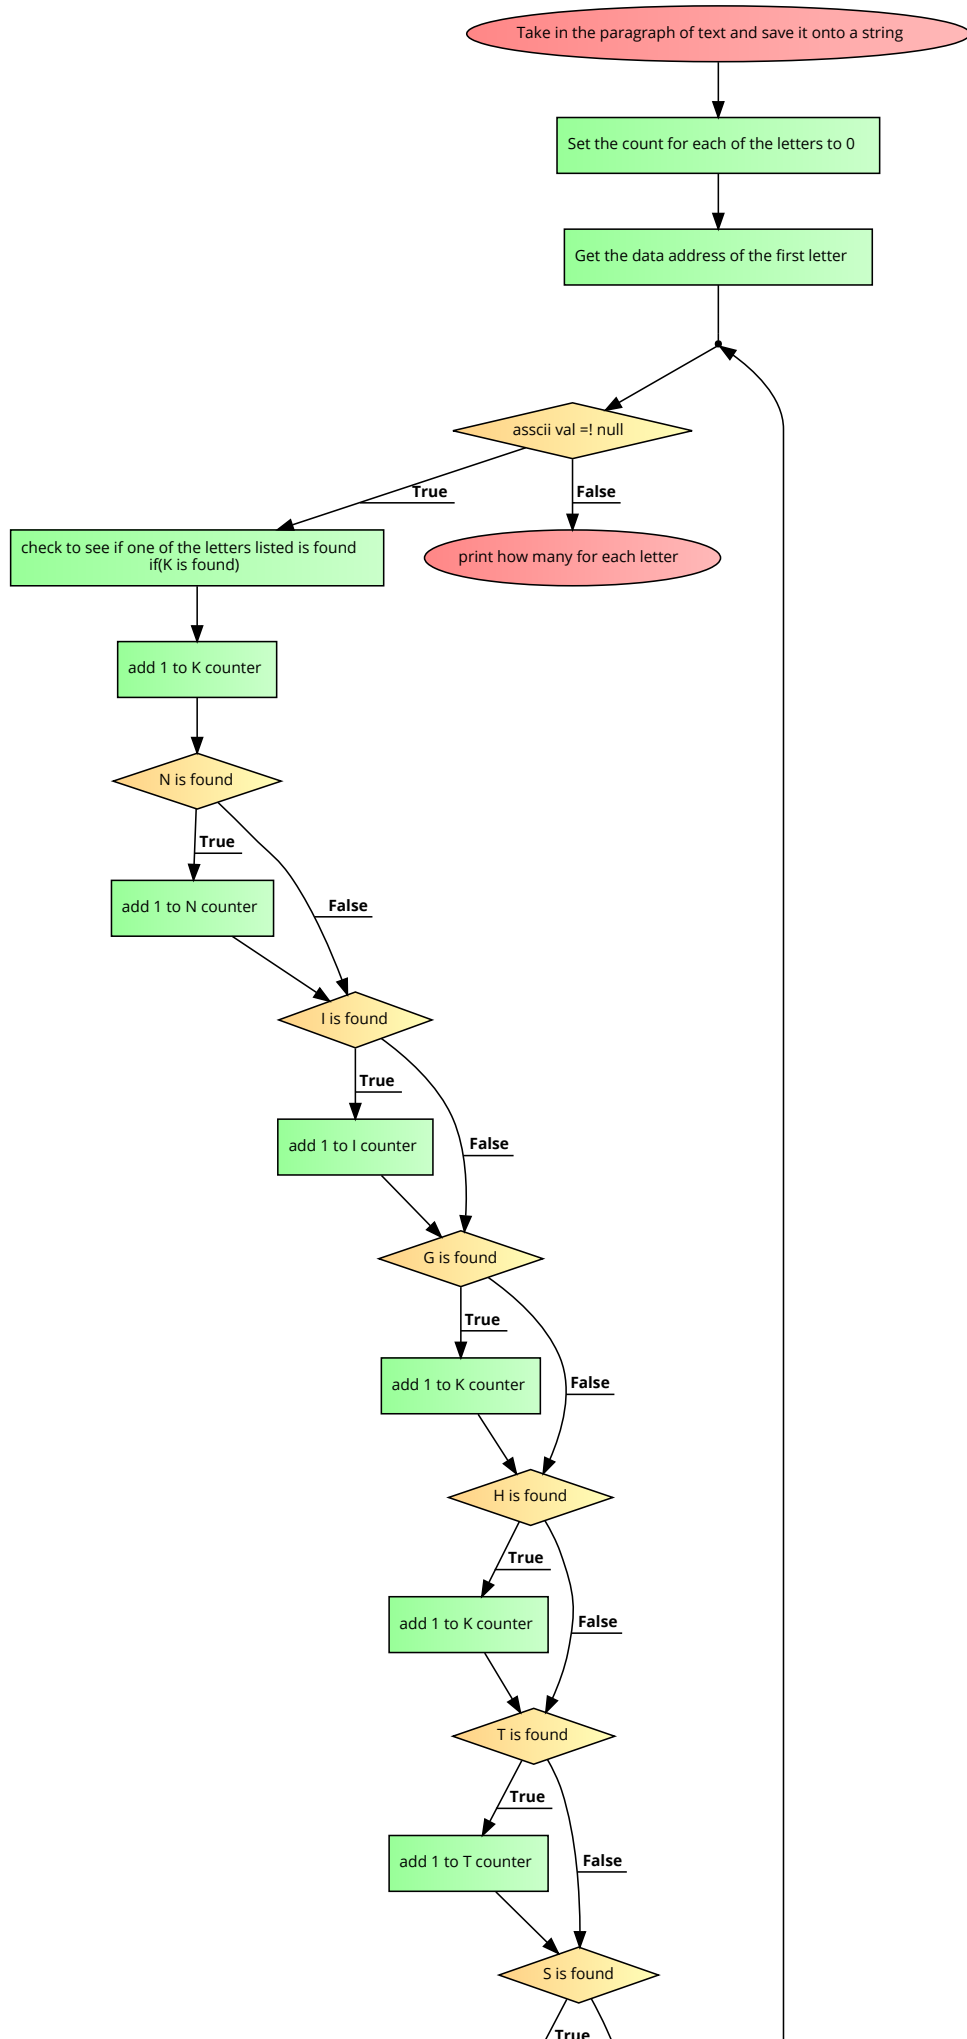 Take in the paragraph of text and save it onto a string
Set the count for each of the letters to 0
Get the data address of the first letter
asscii val =! null
True
False
check to see if one of the letters listed is found
if(K is found)
print how many for each letter
add 1 to K counter
N is found
True
add 1 to N counter
False
I is found
True
add 1 to I counter
False
G is found
True
add 1 to K counter
False
H is found
True
add 1 to K counter
False
T is found
True
add 1 to T counter
False
S is found
True